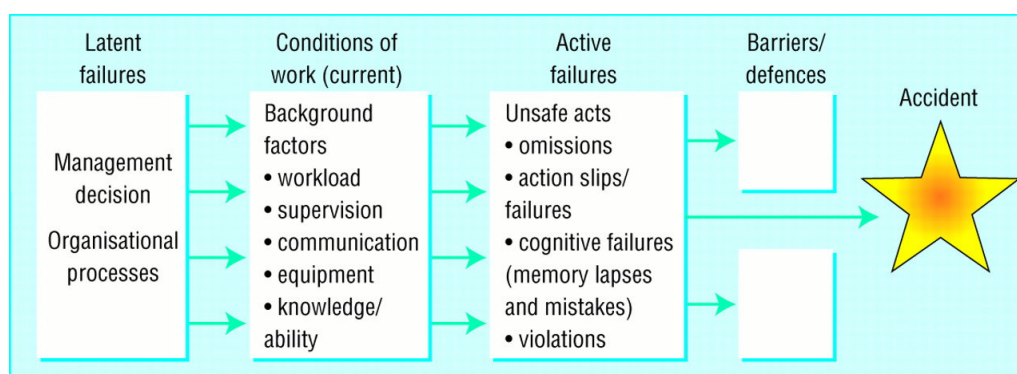 Latent
failures
Management
decision
Organisational
processes
Conditions of
work (current)
Background
factors
• workload
• supervision
• communication
• equipment
• knowledge/
ability
Active
failures
Unsafe acts
• omissions
• action slips/
failures
• cognitive failures
(memory lapses
and mistakes)
• violations
Barriers/
defences
Accident